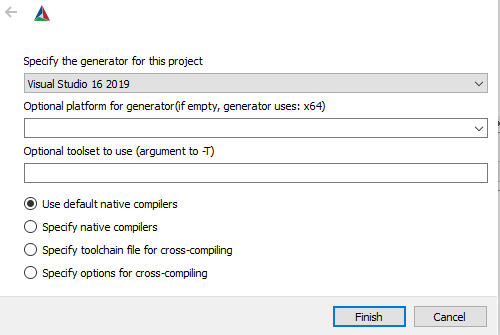 Specify the generator for this project
Visual Studio 16 2019
Optional platform for generator(if empty, generator uses: x64)
Optional toolset to use (argument to -T)
Use default native compilers
Specify native compilers
Specify toolchain file for cross-compiling
Specify options for cross-compiling
Finish
Cancel